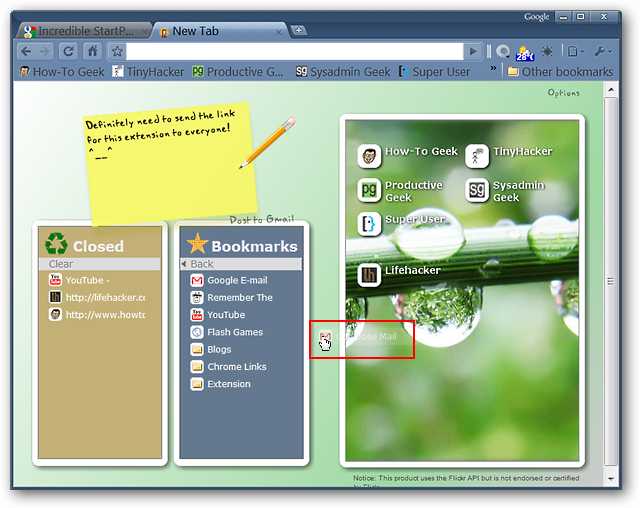 Google
Incredible StartP...
New Tab
28°F
How-To Geek
TinyHacker
Productive G...
Sysadmin Geek
Super User
»
Other bookmarks
Options
Definitely need to send the link
for this extension to everyone!
^__^
Post to Gmail
Closed
Clear
YouTube -
http://lifehacker.cc
http://www.howtc
Bookmarks
Back
Google E-mail
Remember The
YouTube
Flash Games
Blogs
Chrome Links
Extension
How-To Geek
TinyHacker
Productive
Geek
Sysadmin
Geek
Super User
Lifehacker
Mail
Notice: This product uses the Flickr API but is not endorsed or certified
by Flickr.